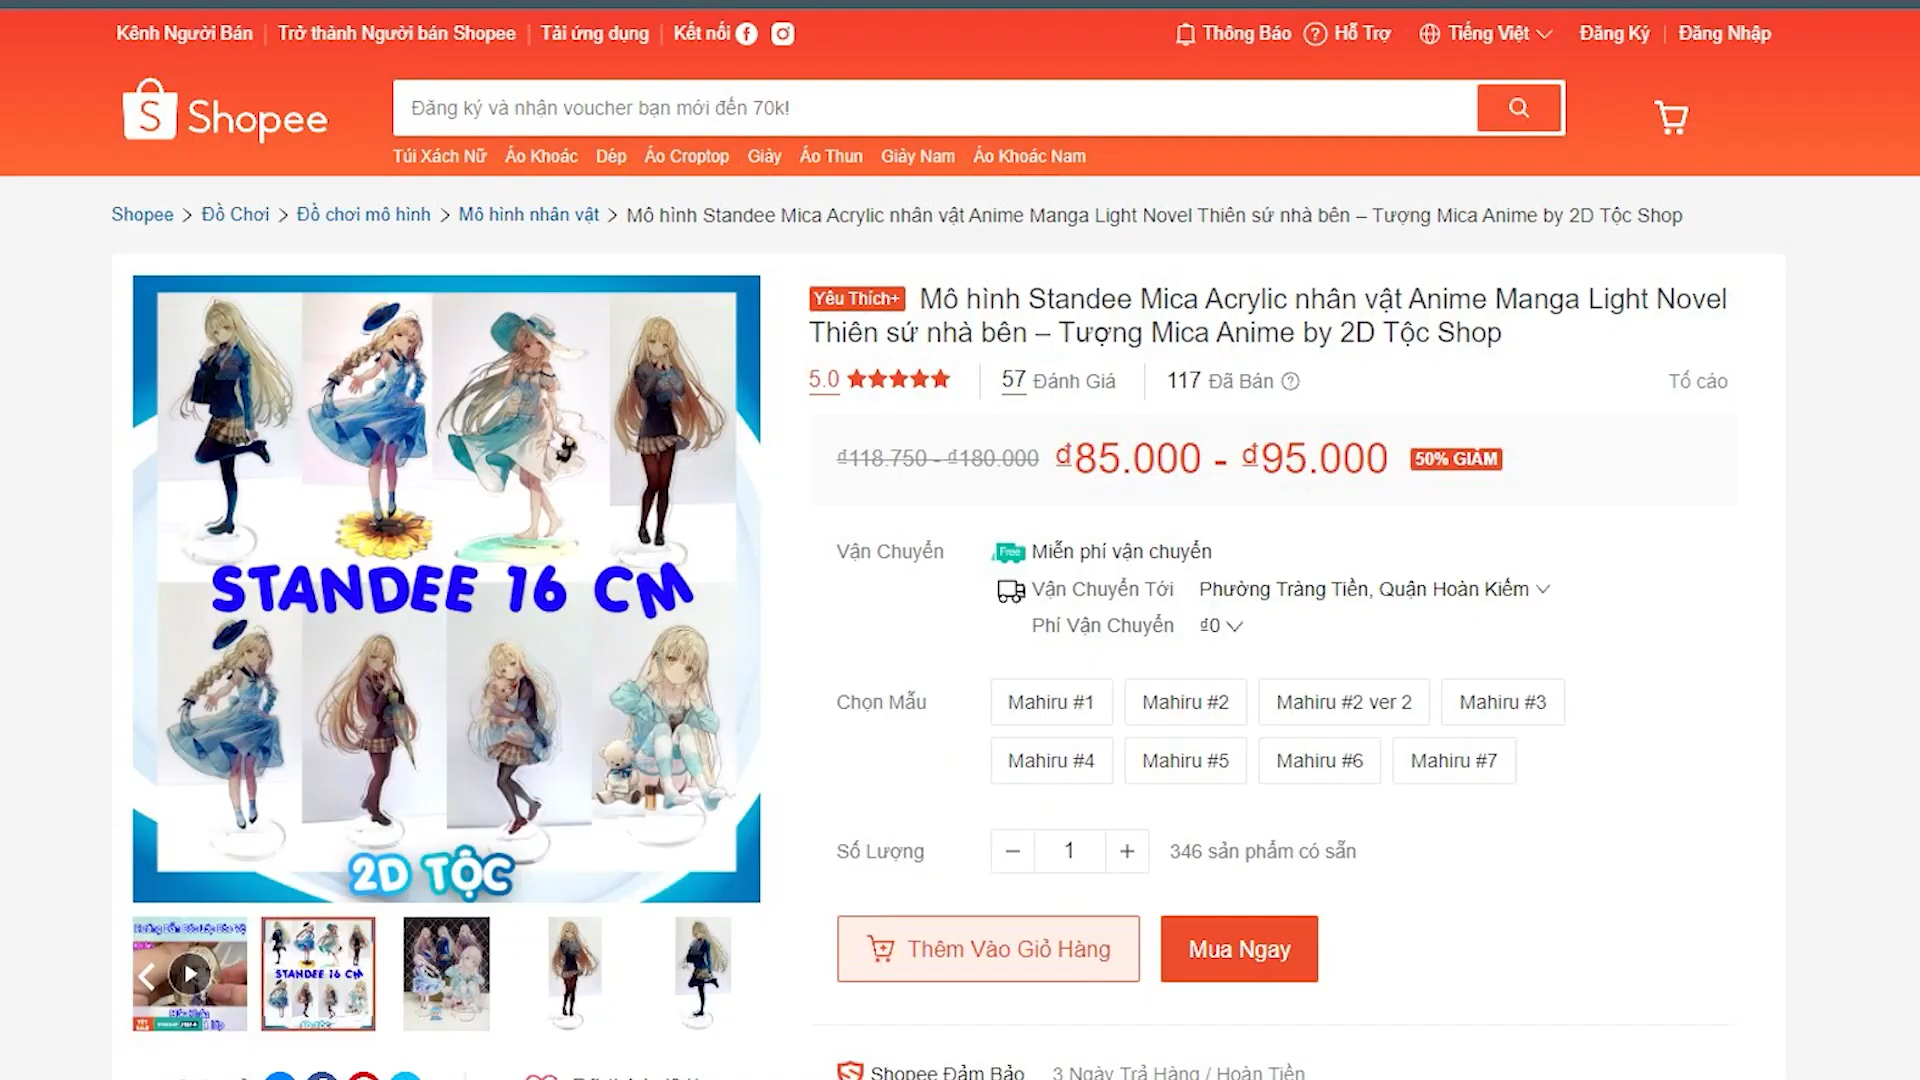 Kênh Người Bán | Trở thành Người bán Shopee | Tải ứng dụng | Kết nối
Thông Báo Hỗ Trợ Tiếng Việt Đăng Ký | Đăng Nhập
Shopee
Đăng ký và nhận voucher bạn mới đến 70k!
Túi Xách Nữ Áo Khoác Dép Áo Croptop Giày Áo Thun Giày Nam Áo Khoác Nam
Shopee > Đồ Chơi > Đồ chơi mô hình > Mô hình nhân vật > Mô hình Standee Mica Acrylic nhân vật Anime Manga Light Novel Thiên sứ nhà bên – Tượng Mica Anime by 2D Tộc Shop
STANDEE 16 CM
2D TỘC
STANDEE 16 CM
Yêu Thích+ Mô hình Standee Mica Acrylic nhân vật Anime Manga Light Novel
Thiên sứ nhà bên – Tượng Mica Anime by 2D Tộc Shop
5.0 57 Đánh Giá 117 Đã Bán Tố cáo
₫118.750 - ₫180.000 ₫85.000 - ₫95.000 50% GIẢM
Vận Chuyển Free Miễn phí vận chuyển
Vận Chuyển Tới Phường Tràng Tiền, Quận Hoàn Kiếm
Phí Vận Chuyển ₫0
Chọn Mẫu Mahiru #1 Mahiru #2 Mahiru #2 ver 2 Mahiru #3
Mahiru #4 Mahiru #5 Mahiru #6 Mahiru #7
Số Lượng − 1 + 346 sản phẩm có sẵn
Thêm Vào Giỏ Hàng Mua Ngay
Shopee Đảm Bảo 3 Ngày Trả Hàng / Hoàn Tiền